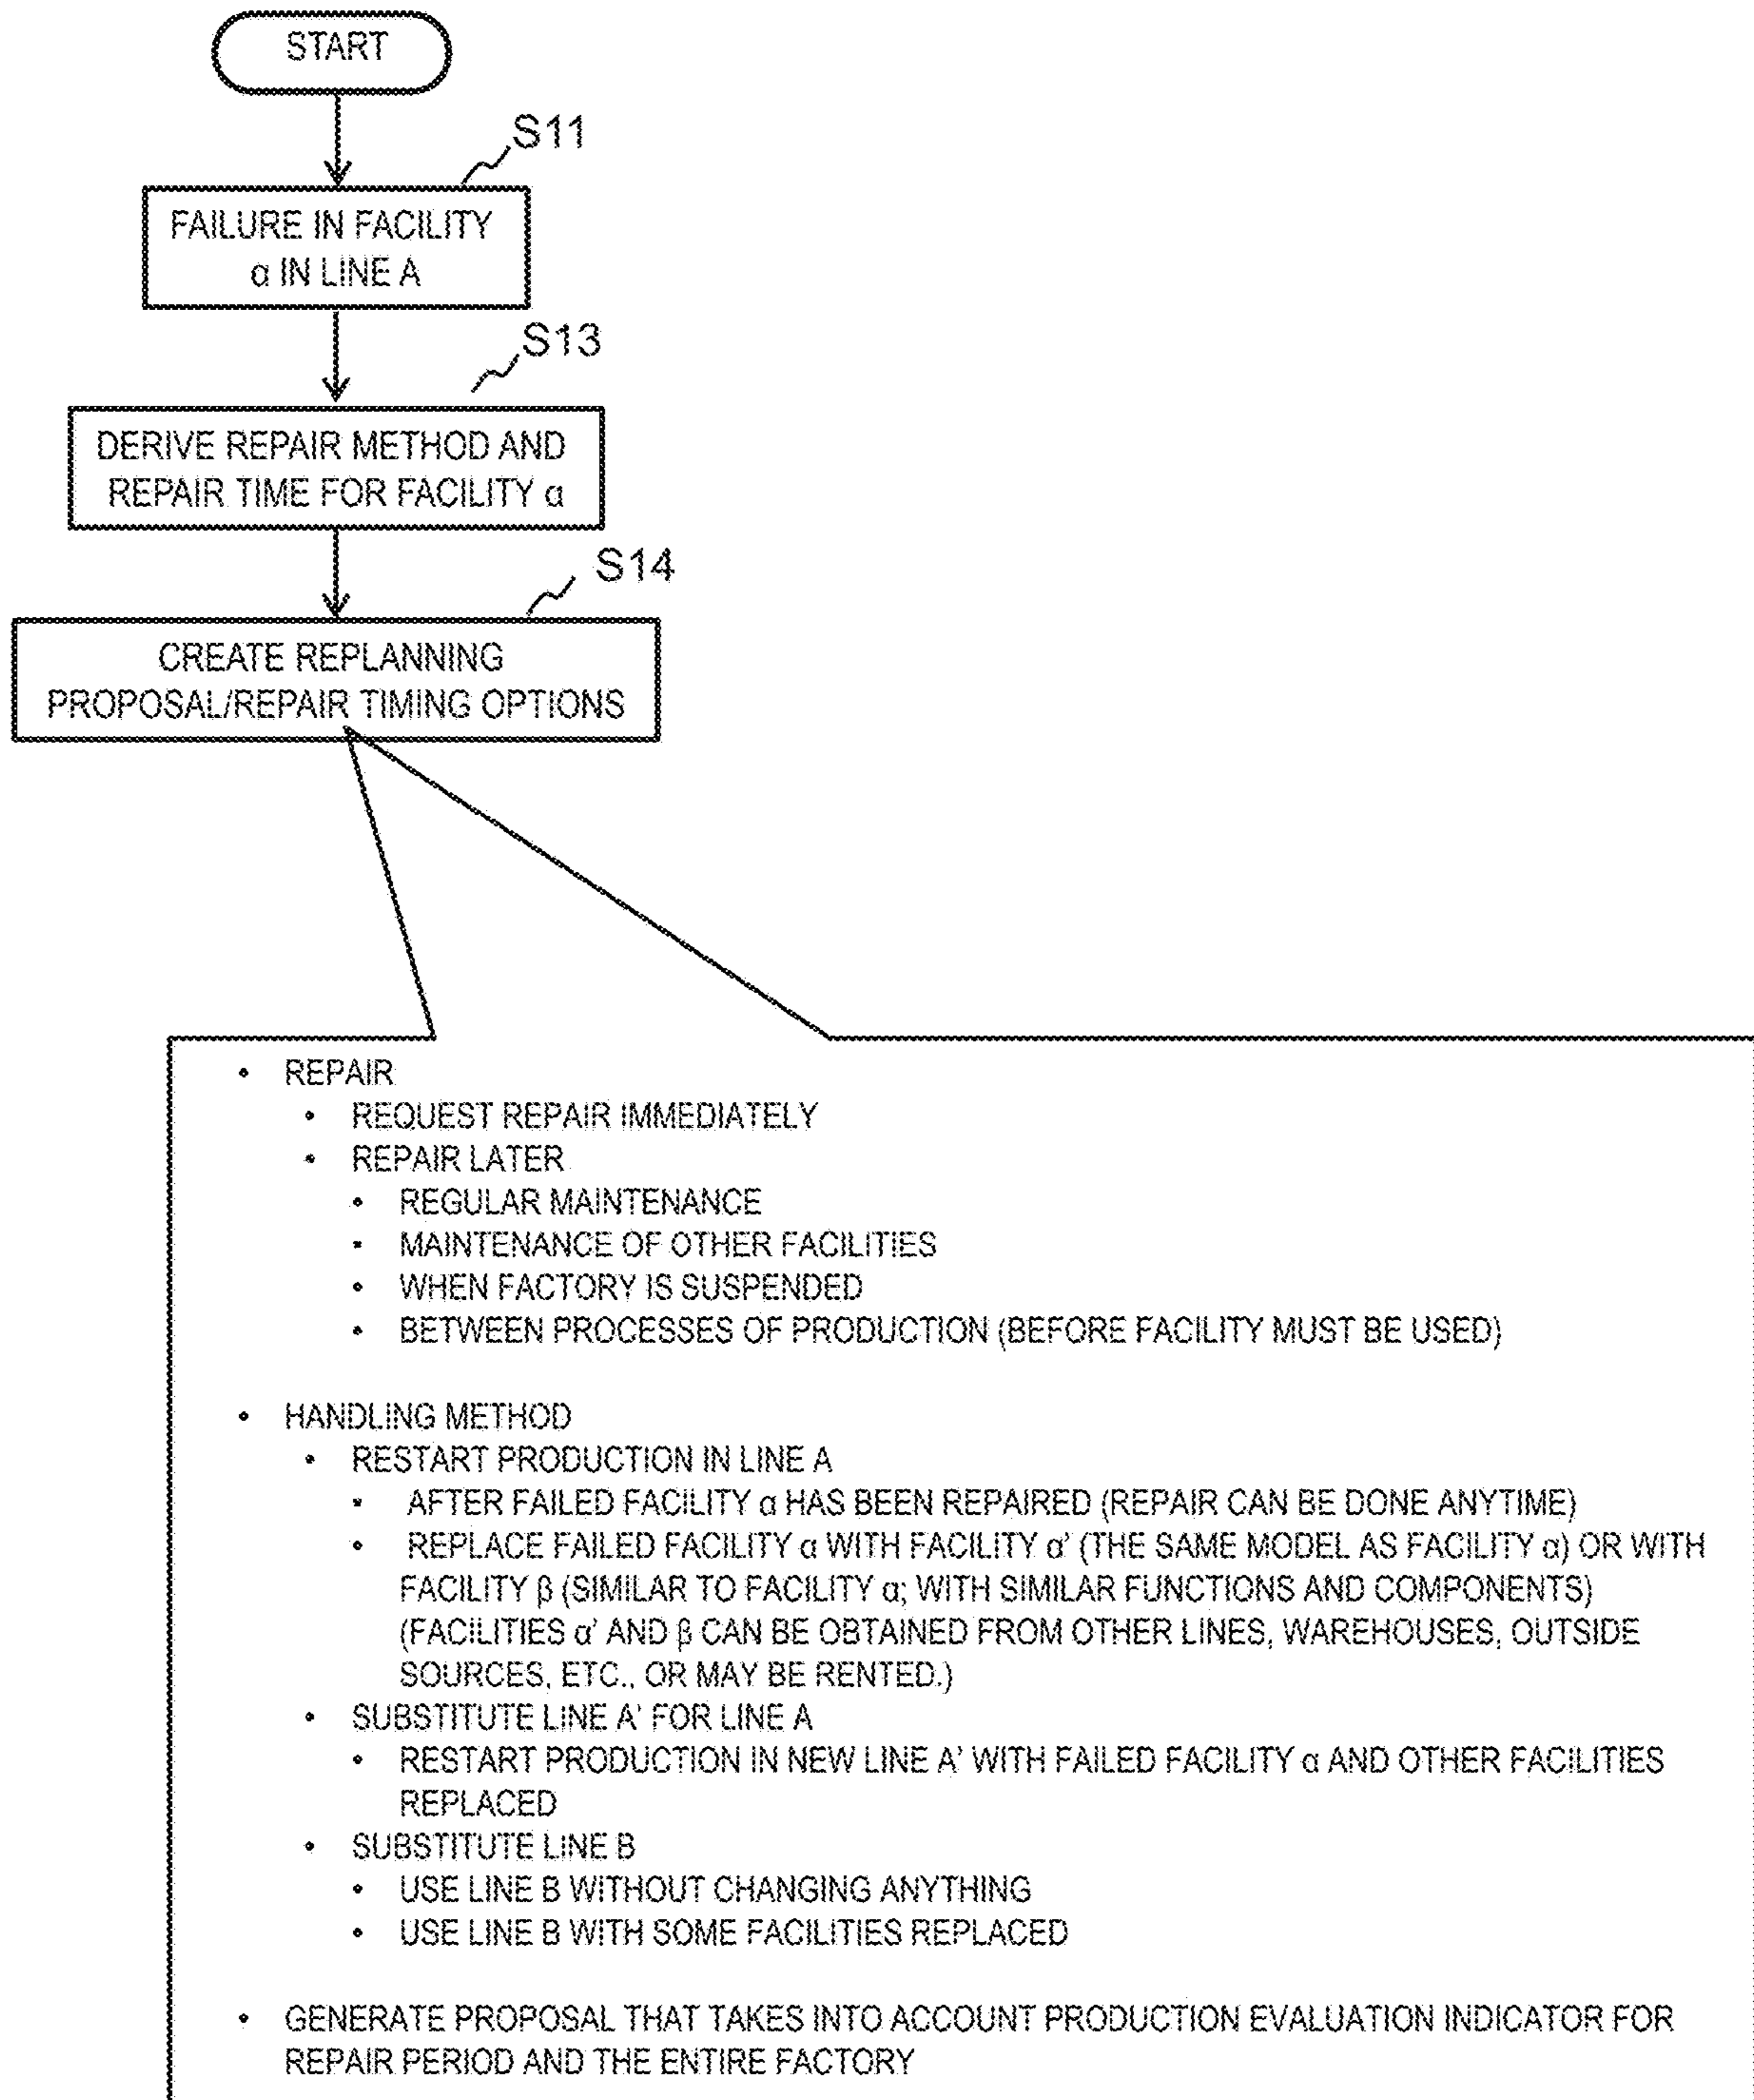 START
S11
FAILURE IN FACILITY
α IN LINE A
S13
DERIVE REPAIR METHOD AND
REPAIR TIME FOR FACILITY α
S14
CREATE REPLANNING
PROPOSAL/REPAIR TIMING OPTIONS
• REPAIR
• REQUEST REPAIR IMMEDIATELY
• REPAIR LATER
• REGULAR MAINTENANCE
• MAINTENANCE OF OTHER FACILITIES
• WHEN FACTORY IS SUSPENDED
• BETWEEN PROCESSES OF PRODUCTION (BEFORE FACILITY MUST BE USED)
• HANDLING METHOD
• RESTART PRODUCTION IN LINE A
• AFTER FAILED FACILITY α HAS BEEN REPAIRED (REPAIR CAN BE DONE ANYTIME)
• REPLACE FAILED FACILITY α WITH FACILITY α' (THE SAME MODEL AS FACILITY α) OR WITH
FACILITY β (SIMILAR TO FACILITY α; WITH SIMILAR FUNCTIONS AND COMPONENTS)
(FACILITIES α' AND β CAN BE OBTAINED FROM OTHER LINES, WAREHOUSES, OUTSIDE
SOURCES, ETC., OR MAY BE RENTED.)
• SUBSTITUTE LINE A' FOR LINE A
• RESTART PRODUCTION IN NEW LINE A' WITH FAILED FACILITY α AND OTHER FACILITIES
REPLACED
• SUBSTITUTE LINE B
• USE LINE B WITHOUT CHANGING ANYTHING
• USE LINE B WITH SOME FACILITIES REPLACED
• GENERATE PROPOSAL THAT TAKES INTO ACCOUNT PRODUCTION EVALUATION INDICATOR FOR
REPAIR PERIOD AND THE ENTIRE FACTORY